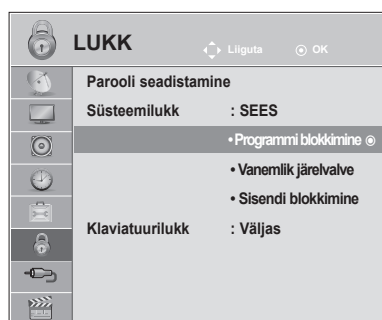 LUKK Liiguta OK
Parooli seadistamine
Süsteemilukk : SEES
• Programmi blokkimine
• Vanemlik järelvalve
• Sisendi blokkimine
Klaviatuurilukk : Väljas